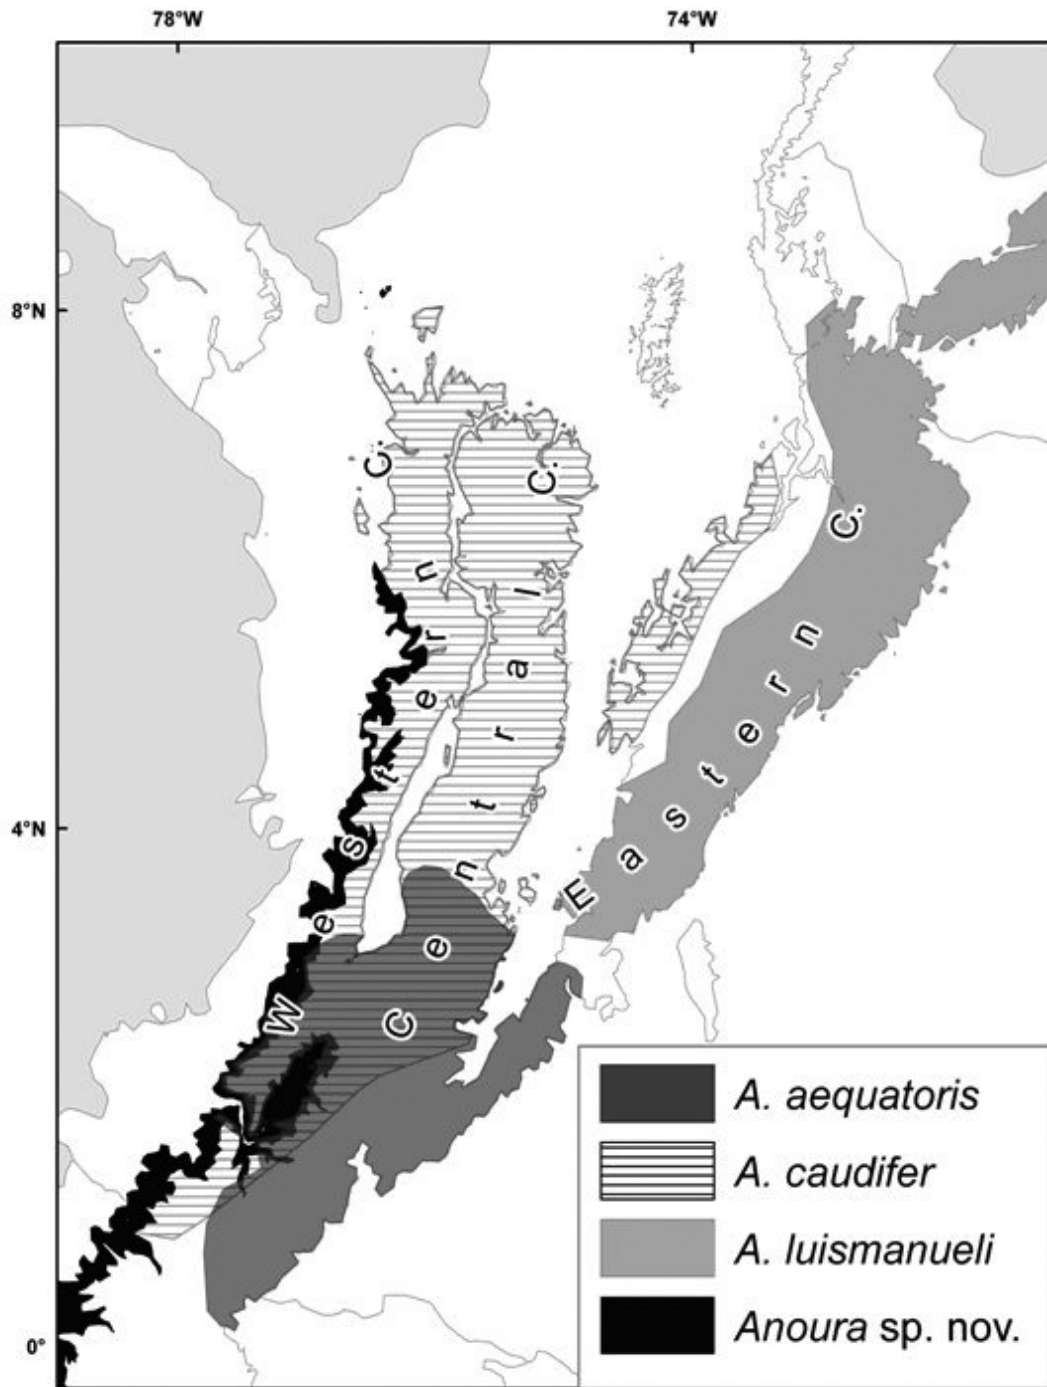 78°W 74°W
8°N
4°N
0°
Western C.
Central C.
Eastern C.
A. aequatoris
A. caudifer
A. luismanueli
Anoura sp. nov.